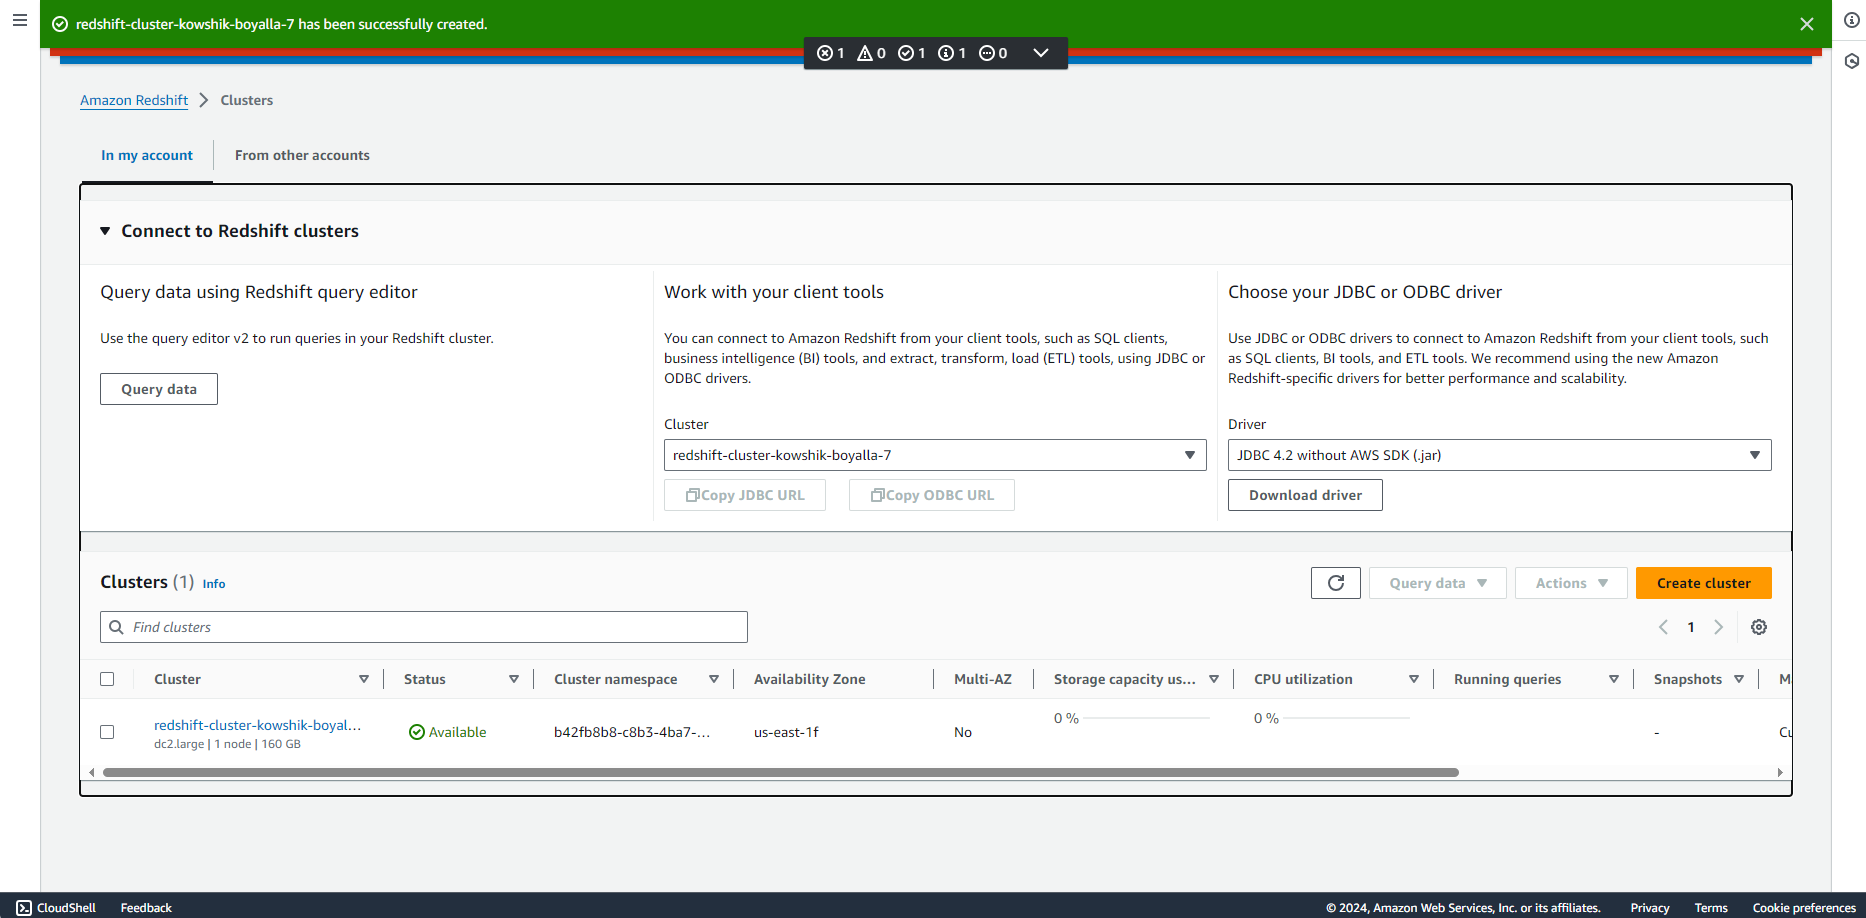 redshift-cluster-kowshik-boyalla-7 has been successfully created.
1 0 1 1 0
Amazon Redshift Clusters
In my account From other accounts
Connect to Redshift clusters
Query data using Redshift query editor
Use the query editor v2 to run queries in your Redshift cluster.
Query data
Work with your client tools
You can connect to Amazon Redshift from your client tools, such as SQL clients,
business intelligence (BI) tools, and extract, transform, load (ETL) tools, using JDBC or
ODBC drivers.
Cluster
redshift-cluster-kowshik-boyalla-7
Copy JDBC URL Copy ODBC URL
Choose your JDBC or ODBC driver
Use JDBC or ODBC drivers to connect to Amazon Redshift from your client tools, such
as SQL clients, BI tools, and ETL tools. We recommend using the new Amazon
Redshift-specific drivers for better performance and scalability.
Driver
JDBC 4.2 without AWS SDK (.jar)
Download driver
Clusters (1) Info
Query data Actions Create cluster
Find clusters
1
Cluster Status Cluster namespace Availability Zone Multi-AZ Storage capacity us... CPU utilization Running queries Snapshots M
redshift-cluster-kowshik-boyal... Available b42fb8b8-c8b3-4ba7-... us-east-1f No 0 % 0 % - Cu
dc2.large | 1 node | 160 GB
CloudShell Feedback © 2024, Amazon Web Services, Inc. or its affiliates. Privacy Terms Cookie preferences